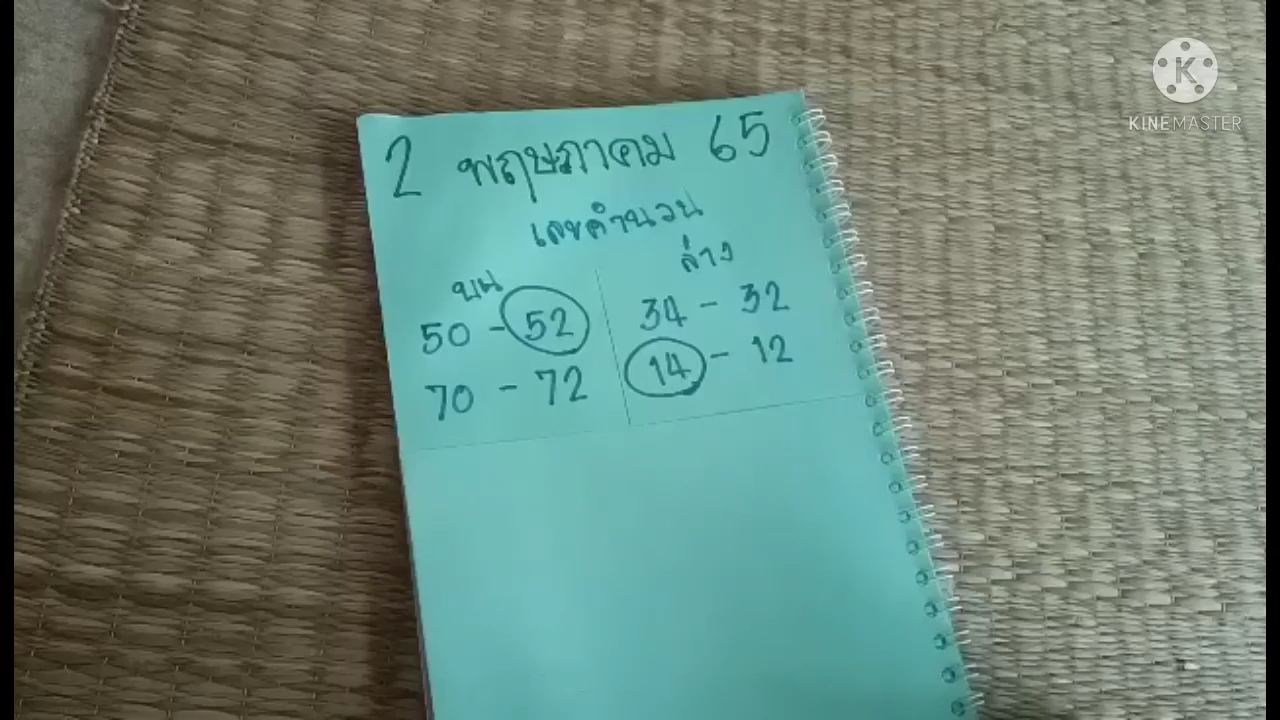 2 พฤษภาคม 65
เลขคำนวน
บน
50 - 52
70 - 72
ล่าง
34 - 32
14 - 12
K
KINEMASTER